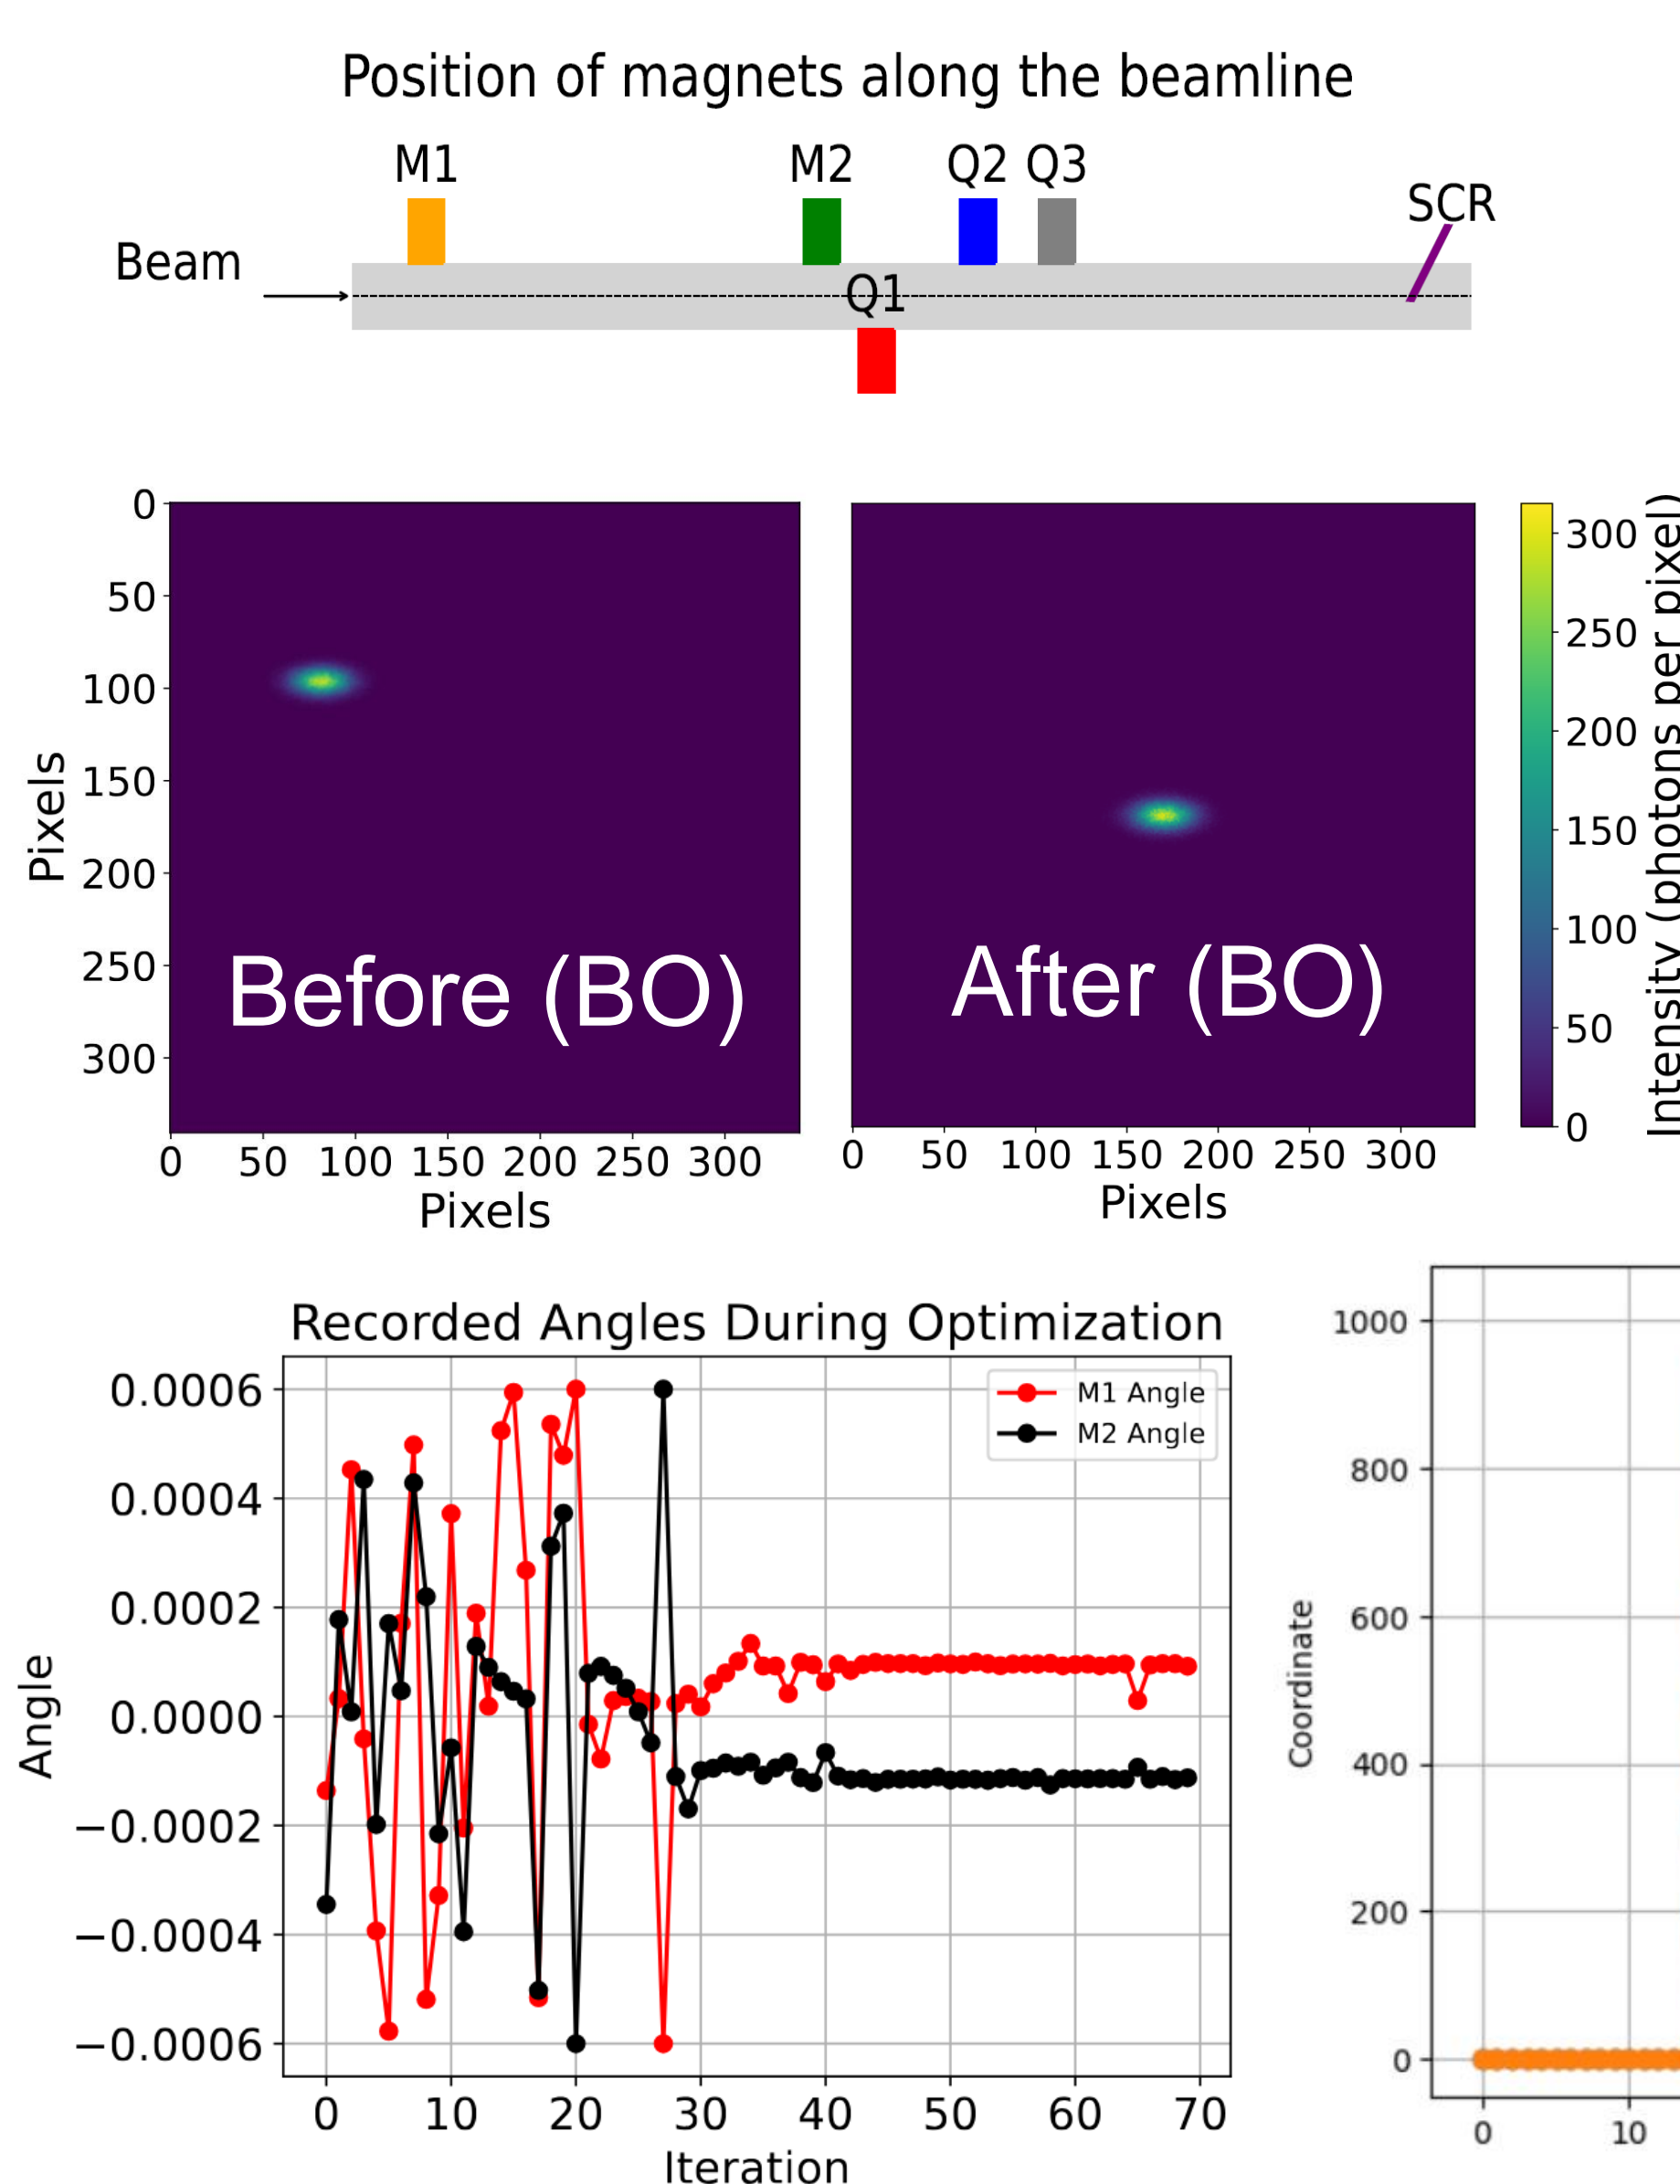 Position of magnets along the beamline
M1
M2
Q2
Q3
SCR
Beam
Q1
0
50
100
150
200
250
300
Pixels
Before (BO)
0 50 100 150 200 250 300
Pixels
After (BO)
0 50 100 150 200 250 300
Pixels
300
250
200
150
100
50
0
Intensity (photons per pixel)
Recorded Angles During Optimization
M1 Angle
M2 Angle
0.0006
0.0004
0.0002
0.0000
−0.0002
−0.0004
−0.0006
Angle
0 10 20 30 40 50 60 70
Iteration
1000
800
600
400
200
0
Coordinate
0 10